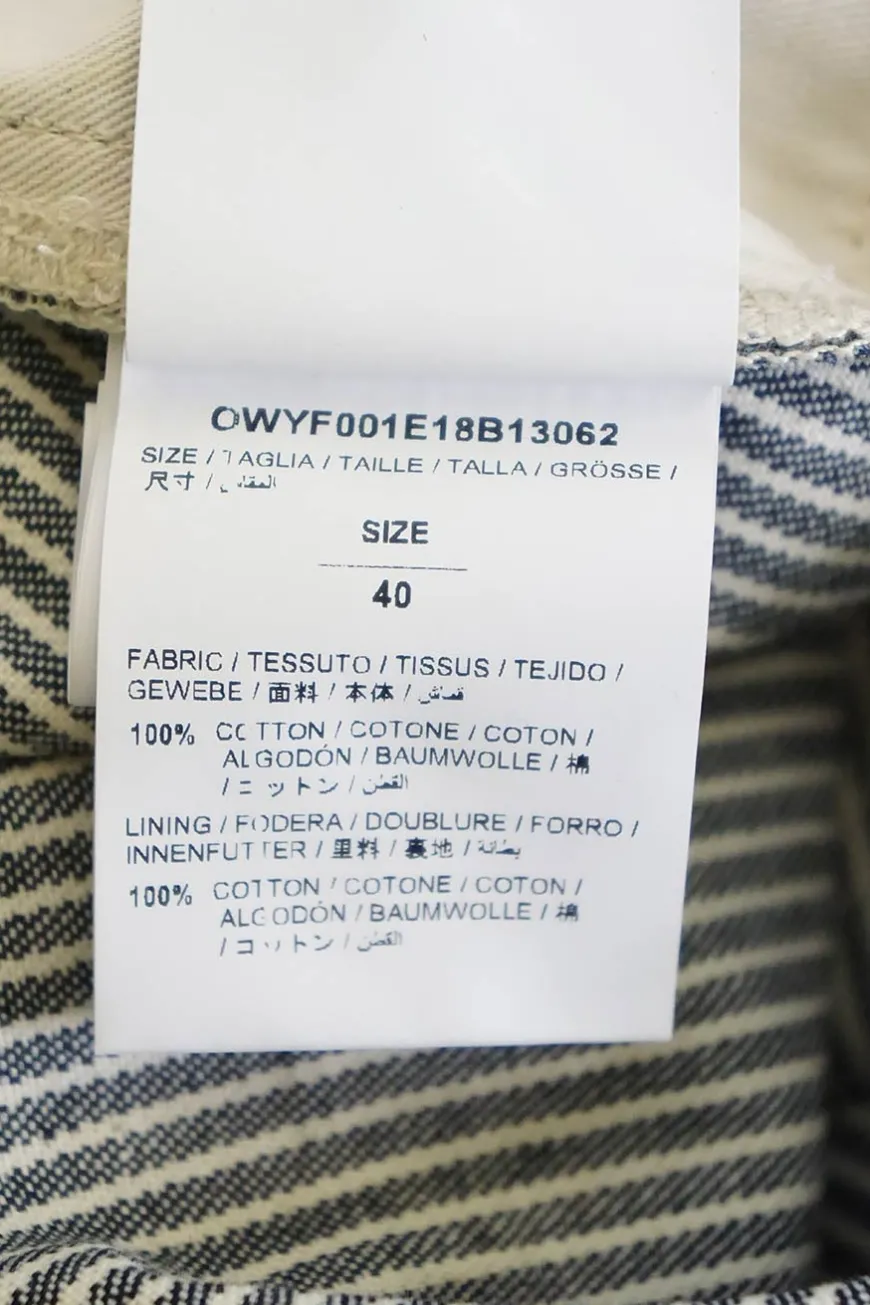 OWYF001E18B13062
SIZE / TAGLIA / TAILLE / TALLA / GRÖSSE /
尺寸 / المقاس
SIZE
40
FABRIC / TESSUTO / TISSUS / TEJIDO /
GEWEBE / 面料 / 本体 / قماش
100% COTTON / COTONE / COTON /
ALGODÓN / BAUMWOLLE / 棉
/ コットン / القطن
LINING / FODERA / DOUBLURE / FORRO /
INNENFUTTER / 里料 / 裏地 / بطانة
100% COTTON / COTONE / COTON /
ALGODÓN / BAUMWOLLE / 棉
/ コットン / القطن